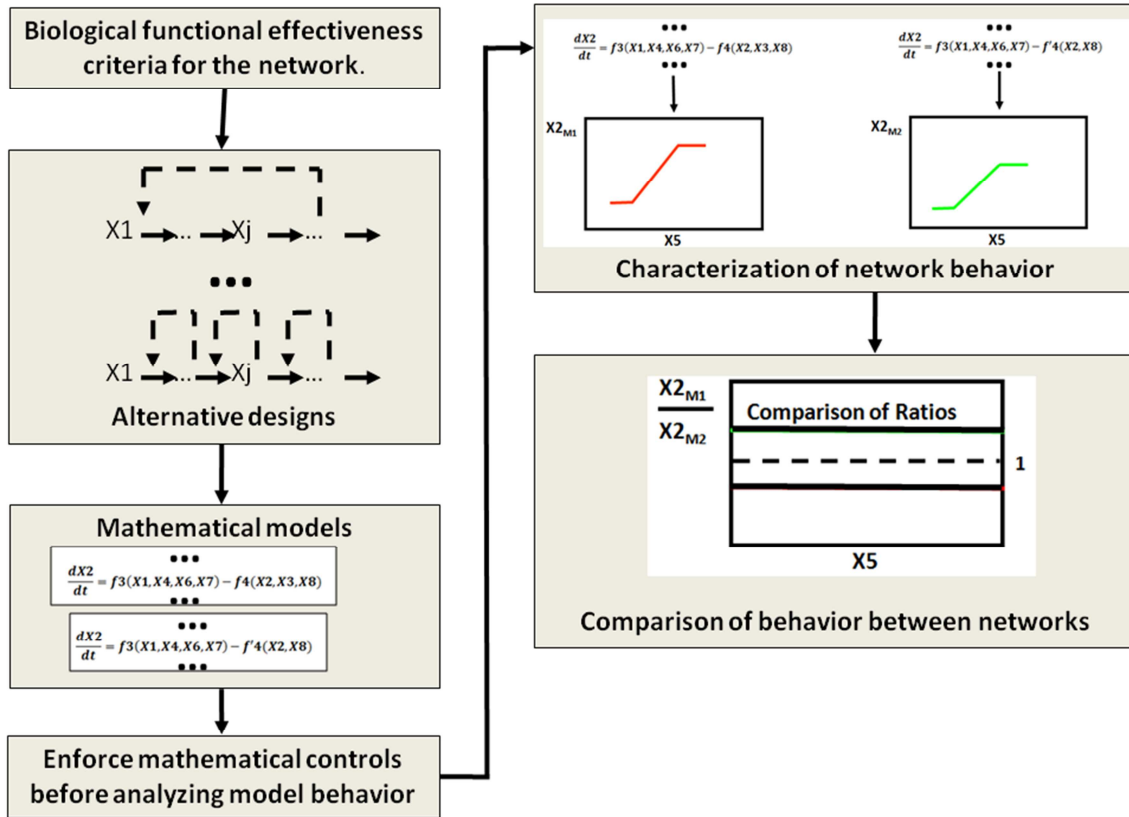 Biological functional effectiveness
criteria for the network.
X1 ... Xj ...
...
X1 ... Xj ...
Alternative designs
Mathematical models
...
dX2/dt = f3(X1,X4,X6,X7) − f4(X2,X3,X8)
...
...
dX2/dt = f3(X1,X4,X6,X7) − f'4(X2,X8)
...
Enforce mathematical controls
before analyzing model behavior
...
dX2/dt = f3(X1,X4,X6,X7) − f4(X2,X3,X8)
...
X2M1
X5
...
dX2/dt = f3(X1,X4,X6,X7) − f'4(X2,X8)
...
X2M2
X5
Characterization of network behavior
X2M1
X2M2
Comparison of Ratios
1
X5
Comparison of behavior between networks